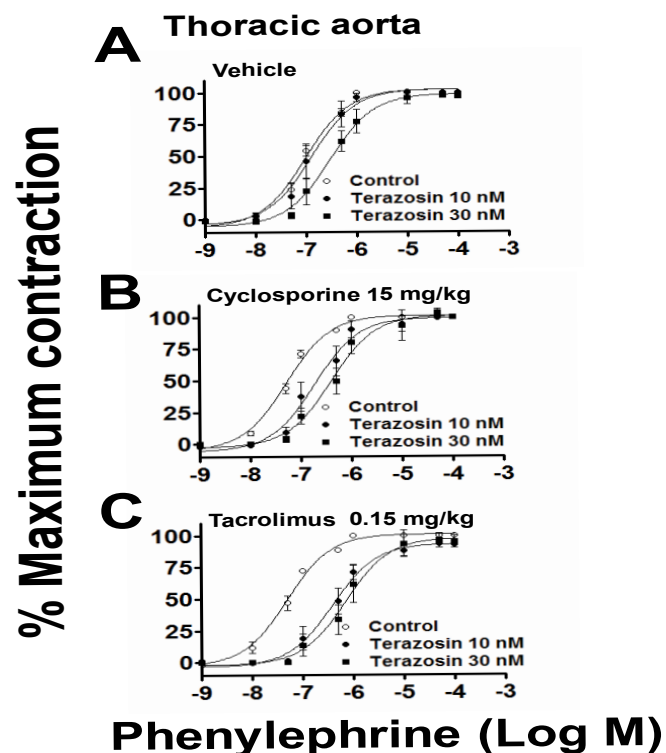 Thoracic aorta
A
Vehicle
% Maximum contraction
100
75
50
25
0
Control
Terazosin 10 nM
Terazosin 30 nM
-9 -8 -7 -6 -5 -4 -3
B
Cyclosporine 15 mg/kg
100
75
50
25
0
Control
Terazosin 10 nM
Terazosin 30 nM
-9 -8 -7 -6 -5 -4 -3
C
Tacrolimus 0.15 mg/kg
100
75
50
25
0
Control
Terazosin 10 nM
Terazosin 30 nM
-9 -8 -7 -6 -5 -4 -3
Phenylephrine (Log M)